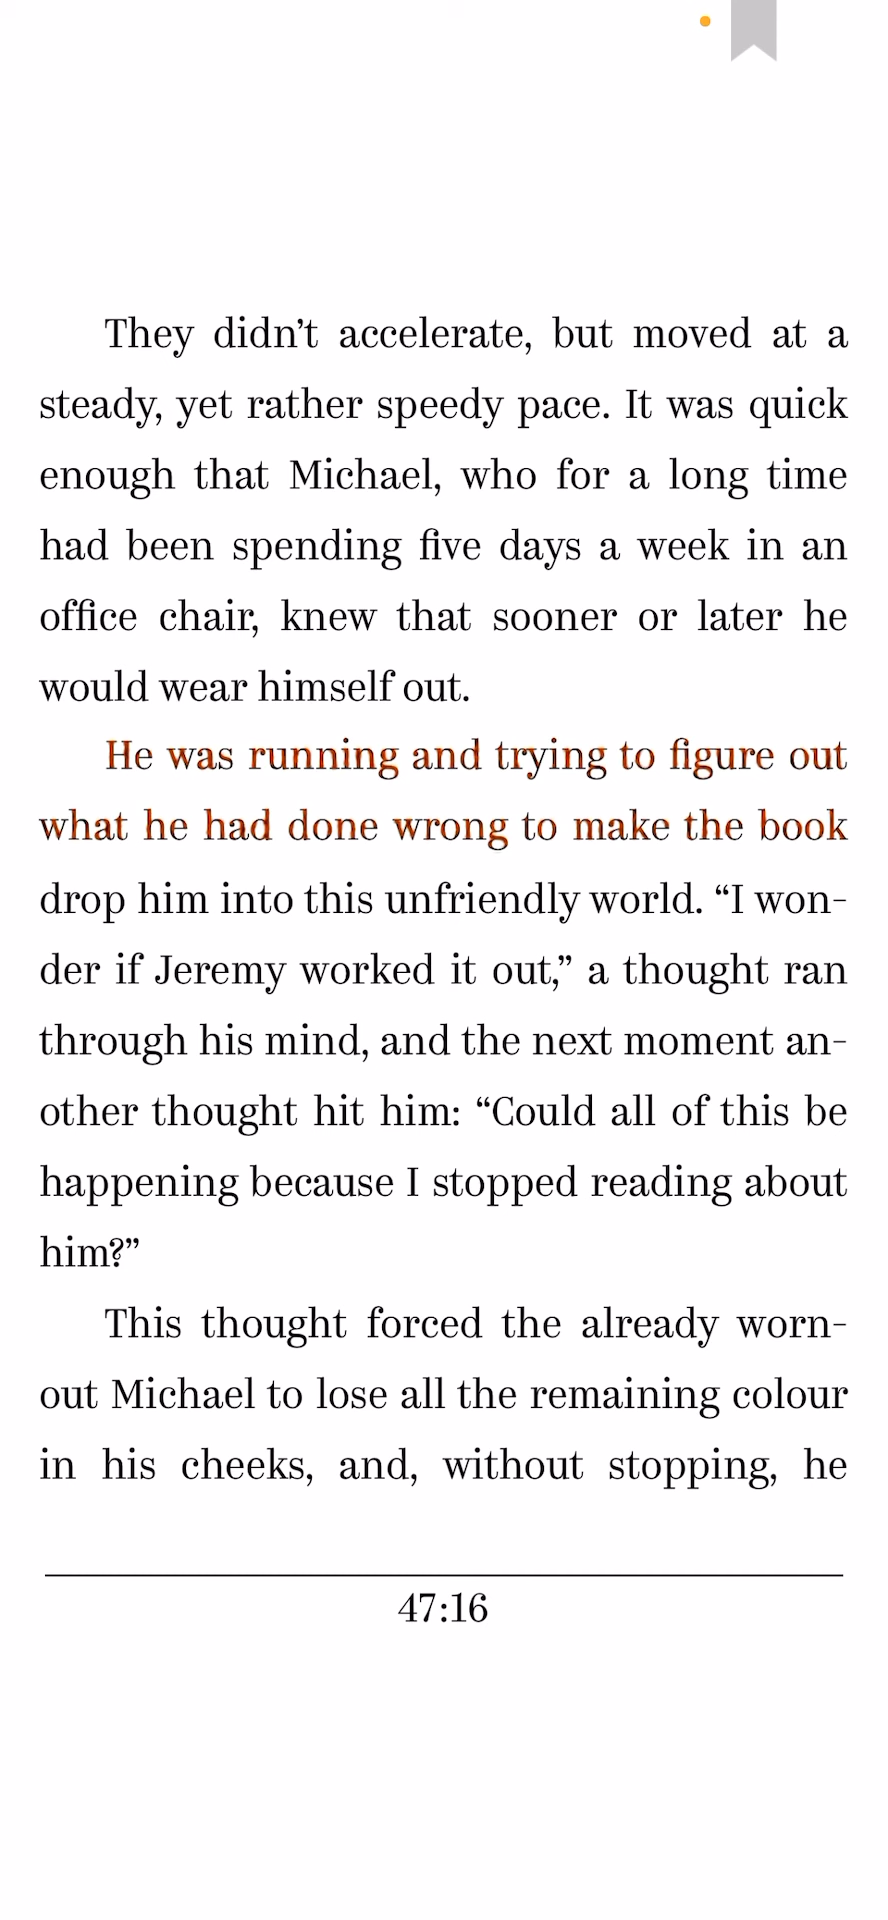 They didn’t accelerate, but moved at a
steady, yet rather speedy pace. It was quick
enough that Michael, who for a long time
had been spending five days a week in an
office chair, knew that sooner or later he
would wear himself out.
He was running and trying to figure out
what he had done wrong to make the book
drop him into this unfriendly world. “I won-
der if Jeremy worked it out,” a thought ran
through his mind, and the next moment an-
other thought hit him: “Could all of this be
happening because I stopped reading about
him?”
This thought forced the already worn-
out Michael to lose all the remaining colour
in his cheeks, and, without stopping, he
47:16